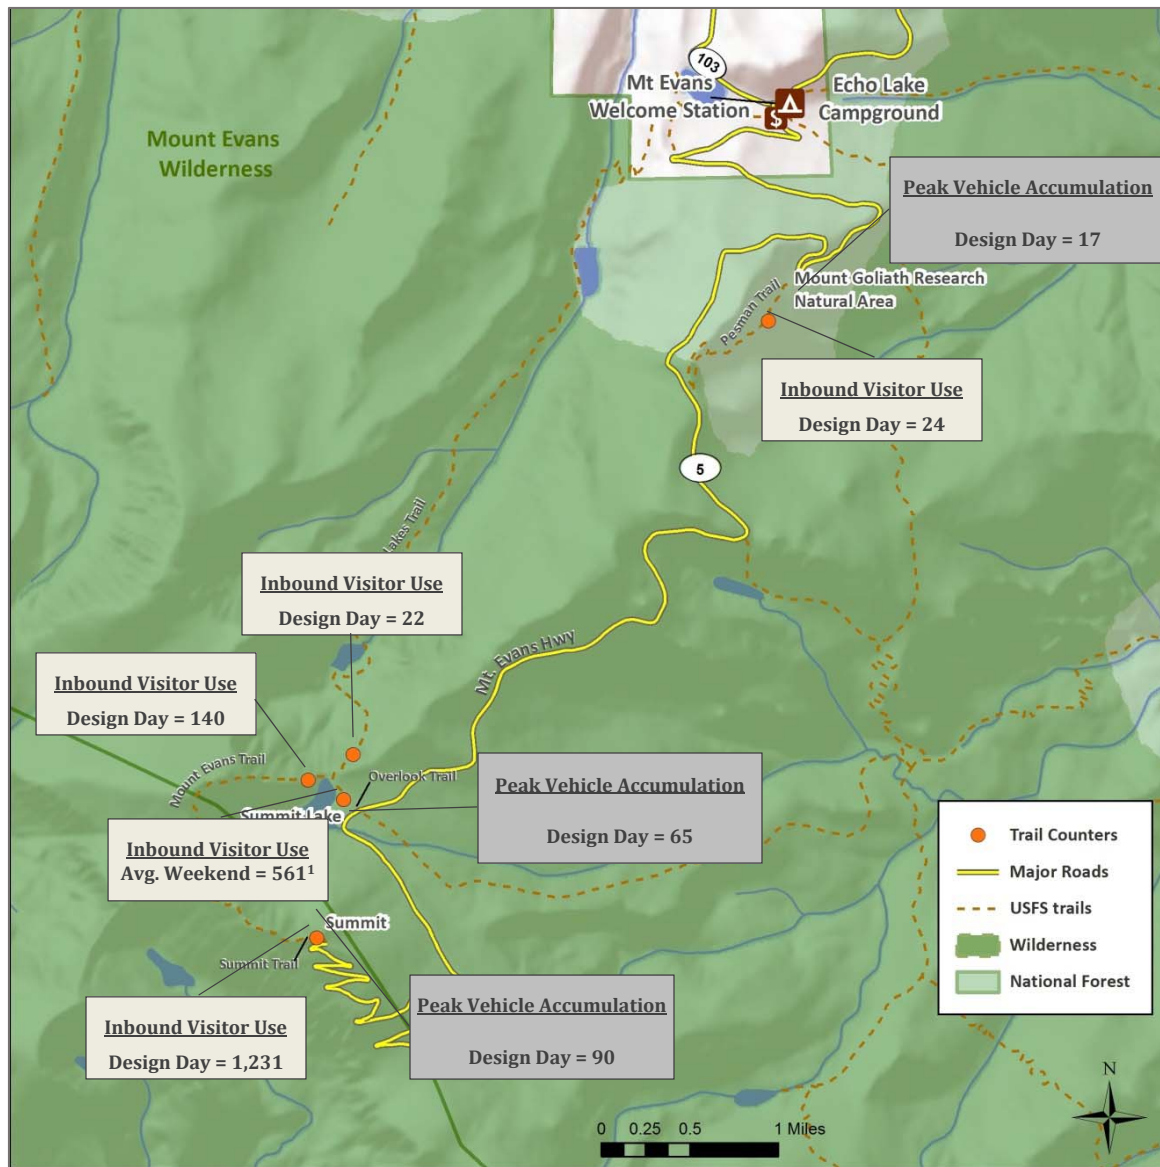 103
Mt Evans
Welcome Station
$
Echo Lake
Campground
Mount Evans
Wilderness
Peak Vehicle Accumulation
Design Day = 17
Mount Goliath Research
Natural Area
Pesman Trail
Inbound Visitor Use
Design Day = 24
5
Lakes Trail
Inbound Visitor Use
Design Day = 22
Mt. Evans Hwy
Inbound Visitor Use
Design Day = 140
Mount Evans Trail
Overlook Trail
Summit Lake
Peak Vehicle Accumulation
Design Day = 65
Inbound Visitor Use
Avg. Weekend = 561¹
Summit
Summit Trail
Inbound Visitor Use
Design Day = 1,231
Peak Vehicle Accumulation
Design Day = 90
Trail Counters
Major Roads
USFS trails
Wilderness
National Forest
N
0 0.25 0.5 1 Miles